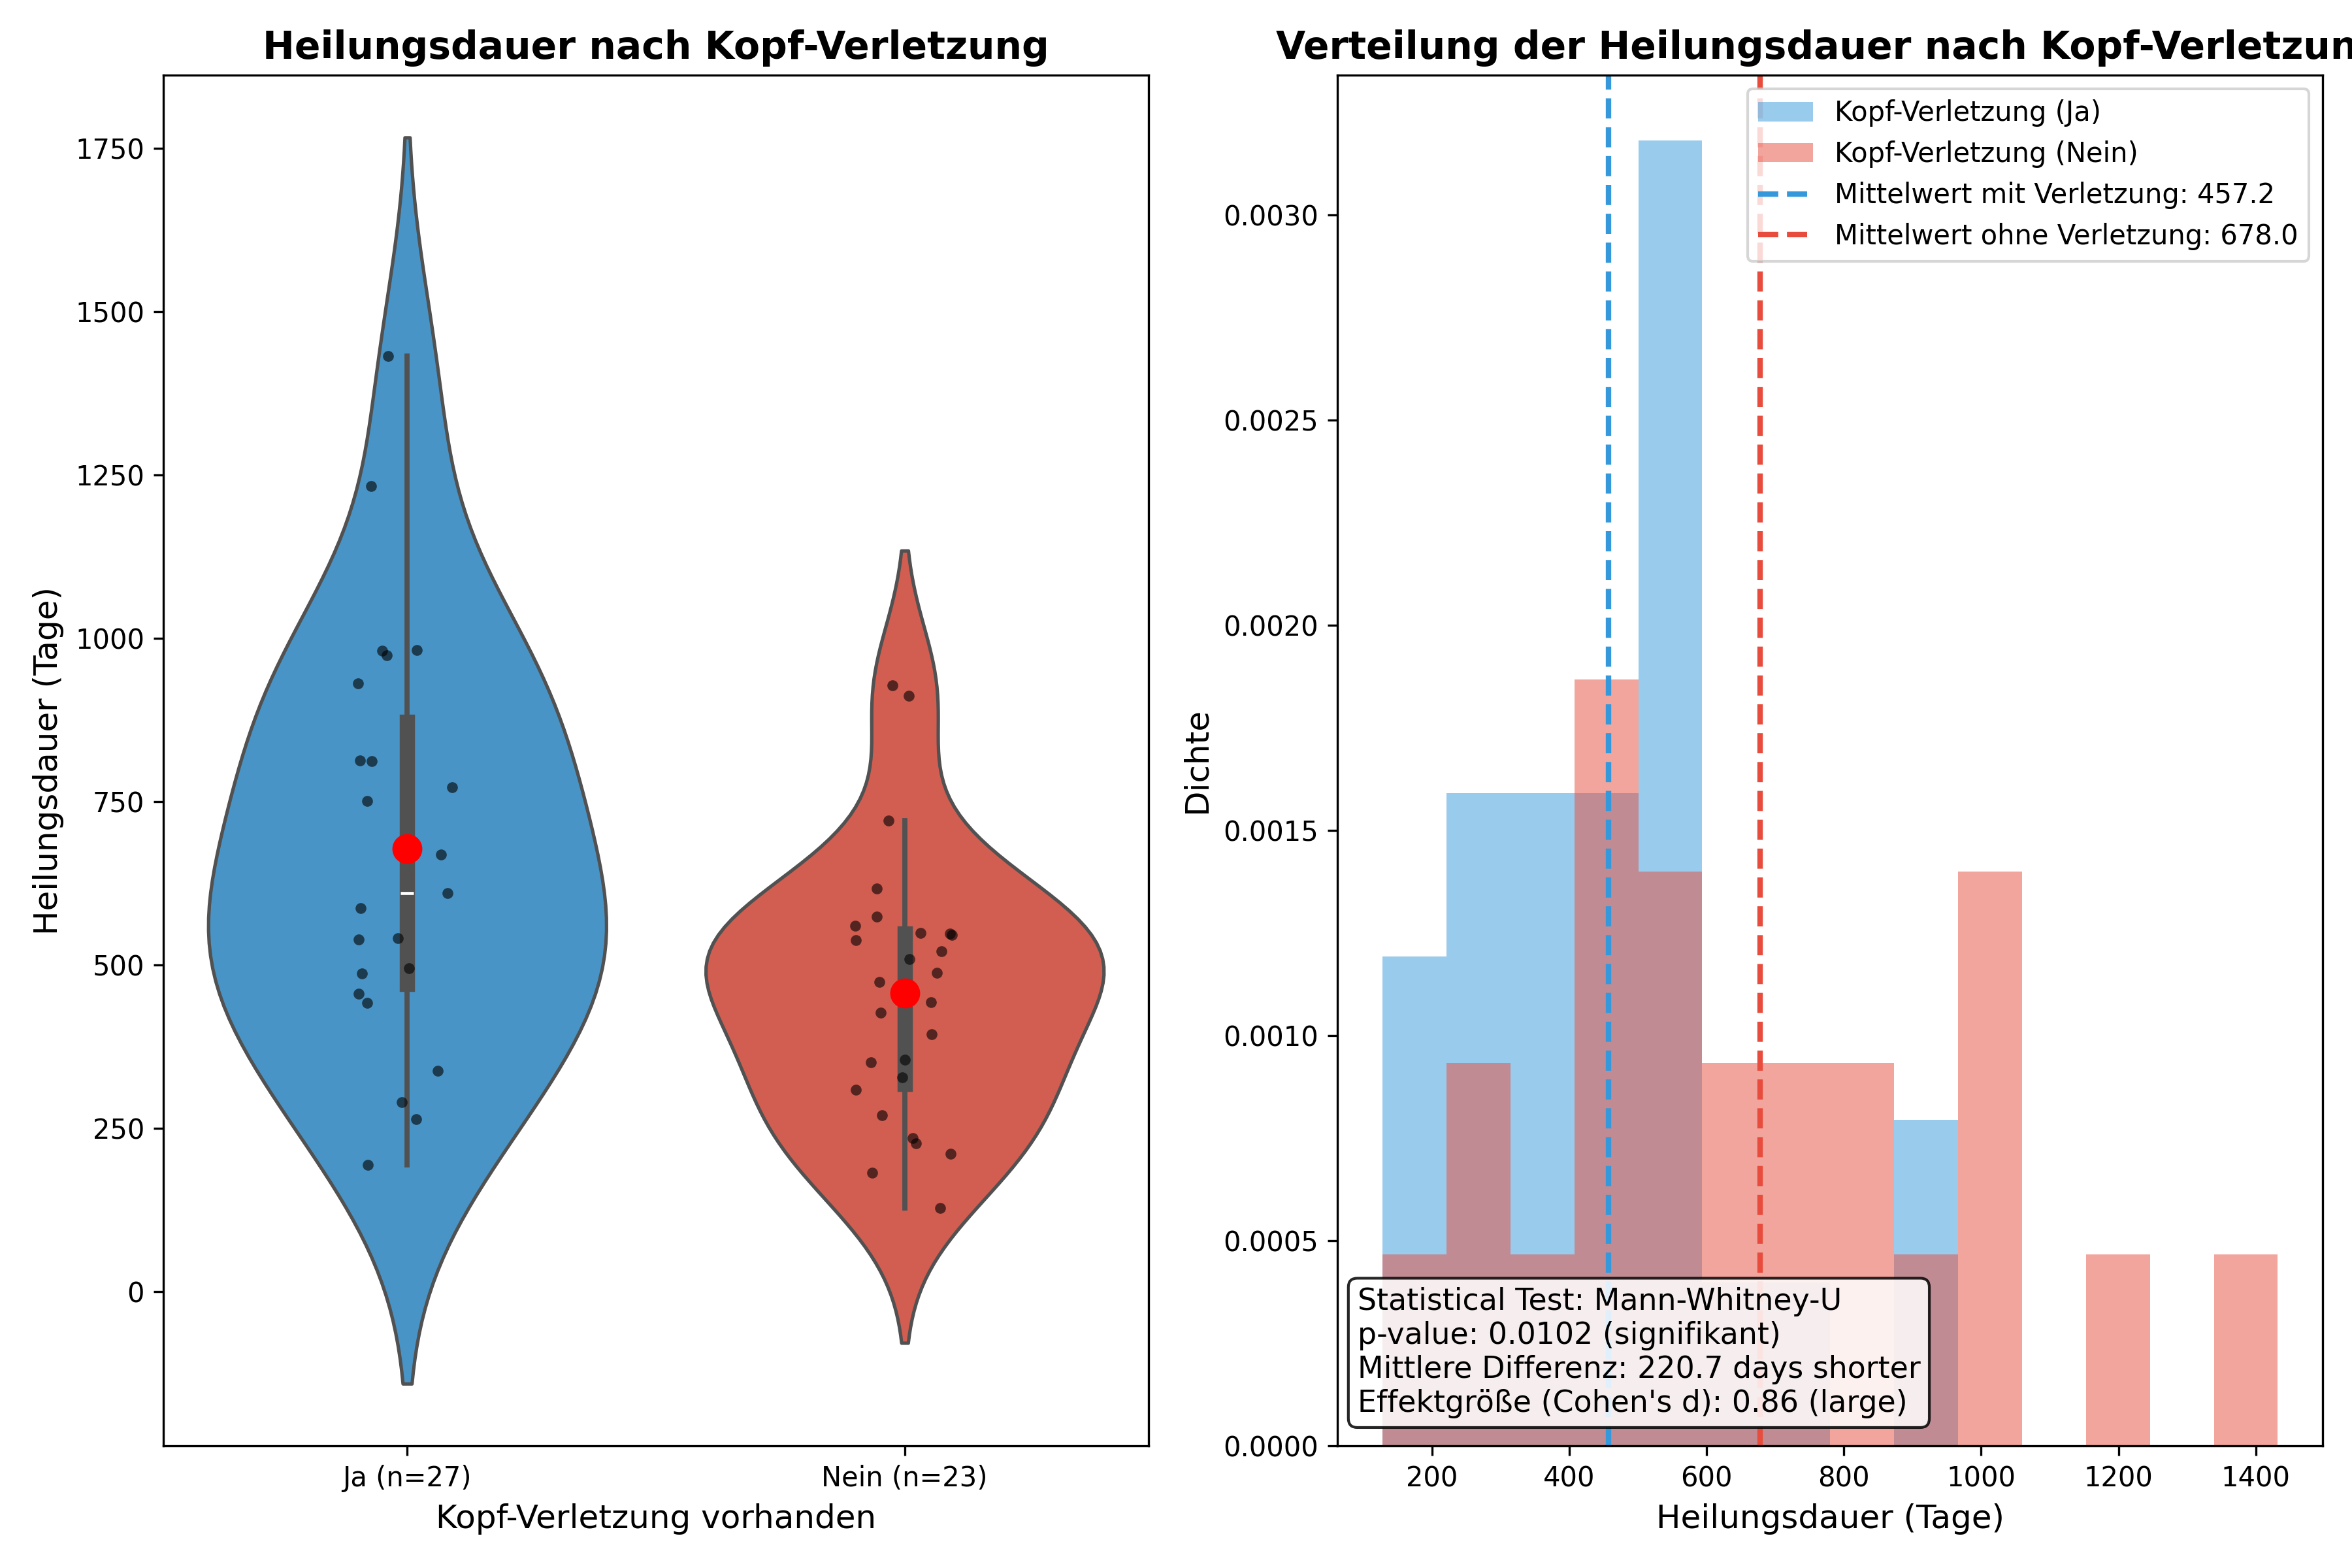 Heilungsdauer nach Kopf-Verletzung
Heilungsdauer (Tage)
1750
1500
1250
1000
750
500
250
0
Ja (n=27)
Nein (n=23)
Kopf-Verletzung vorhanden
Verteilung der Heilungsdauer nach Kopf-Verletzun
Kopf-Verletzung (Ja)
Kopf-Verletzung (Nein)
Mittelwert mit Verletzung: 457.2
Mittelwert ohne Verletzung: 678.0
Dichte
0.0030
0.0025
0.0020
0.0015
0.0010
0.0005
0.0000
Statistical Test: Mann-Whitney-U
p-value: 0.0102 (signifikant)
Mittlere Differenz: 220.7 days shorter
Effektgröße (Cohen's d): 0.86 (large)
200 400 600 800 1000 1200 1400
Heilungsdauer (Tage)